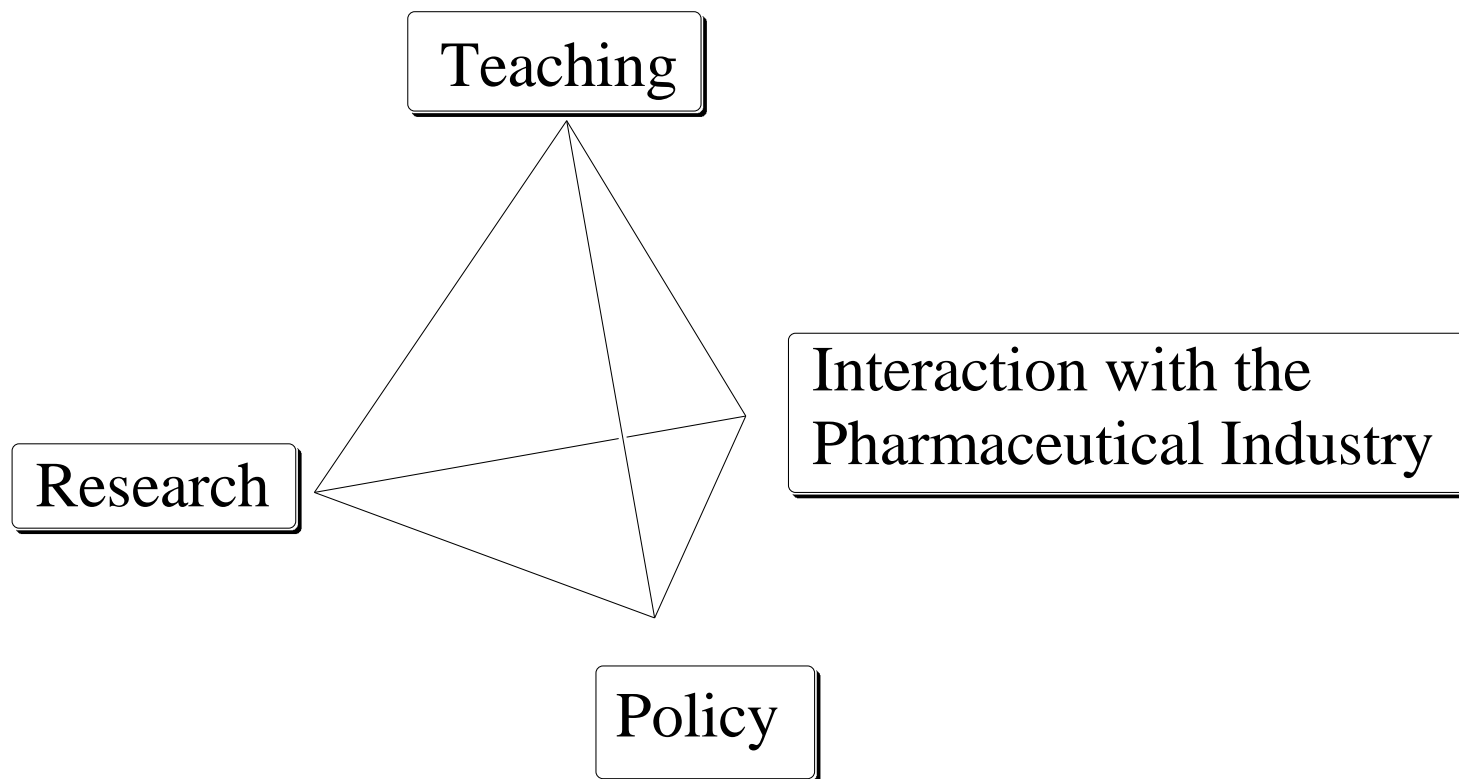 Teaching
Interaction with the
Pharmaceutical Industry
Research
Policy